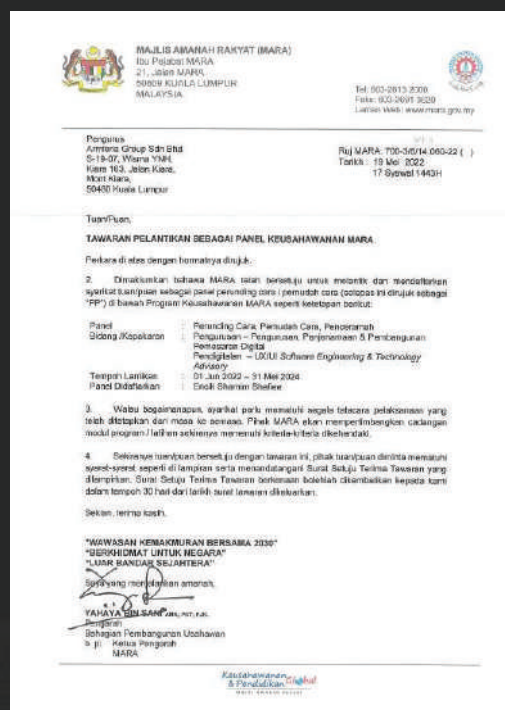 MAJLIS AMANAH RAKYAT (MARA)
Ibu Pejabat MARA
21, Jalan MARA
50609 KUALA LUMPUR
MALAYSIA
Tel: 603-2613 2000
Faks: 603-2691 3620
Laman Web: www.mara.gov.my
Pengurus
Group Sdn Bhd
S-19-07, Wisma YNH,
Kiara 163, Jalan Kiara,
Mont Kiara,
50480 Kuala Lumpur
Ruj MARA: 700-3/6/14.060-22 ( )
Tarikh : 19 Mei 2022
17 Syawal 1443H
Tuan/Puan,
TAWARAN PELANTIKAN SEBAGAI PANEL KEUSAHAWANAN MARA
Perkara di atas dengan hormatnya dirujuk.
2. Dimaklumkan bahawa MARA telah bersetuju untuk melantik dan mendaftarkan
syarikat tuan/puan sebagai panel perunding cara / pemudah cara (selepas ini dirujuk sebagai
"PP") di bawah Program Keusahawanan MARA seperti ketetapan berikut:
Panel : Perunding Cara, Pemudah Cara, Penceramah
Bidang /Kepakaran : Pengurusan – Pengurusan, Penjenamaan & Pembangunan
Pemasaran Digital
Pendigitalan – UX/UI Software Engineering & Technology
Advisory
Tempoh Lantikan : 01 Jun 2022 – 31 Mei 2024
Panel Didaftarkan : Encik Shamim Shafiee
3. Walau bagaimanapun, syarikat perlu mematuhi segala tatacara pelaksanaan yang
telah ditetapkan dari masa ke semasa. Pihak MARA akan mempertimbangkan cadangan
modul program / latihan sekiranya memenuhi kriteria-kriteria dikehendaki.
4. Sekiranya tuan/puan bersetuju dengan tawaran ini, pihak tuan/puan diminta mematuhi
syarat-syarat seperti di lampiran serta menandatangani Surat Setuju Terima Tawaran yang
dilampirkan. Surat Setuju Terima Tawaran berkenaan bolehlah dikembalikan kepada kami
dalam tempoh 30 hari dari tarikh surat tawaran dikeluarkan.
Sekian, terima kasih.
"WAWASAN KEMAKMURAN BERSAMA 2030"
"BERKHIDMAT UNTUK NEGARA"
"LUAR BANDAR SEJAHTERA"
Saya yang menjalankan amanah,
YAHAYA BIN SANI
Pengarah
Bahagian Pembangunan Usahawan
b.p: Ketua Pengarah
MARA
Keusahawanan
& Pendidikan Global